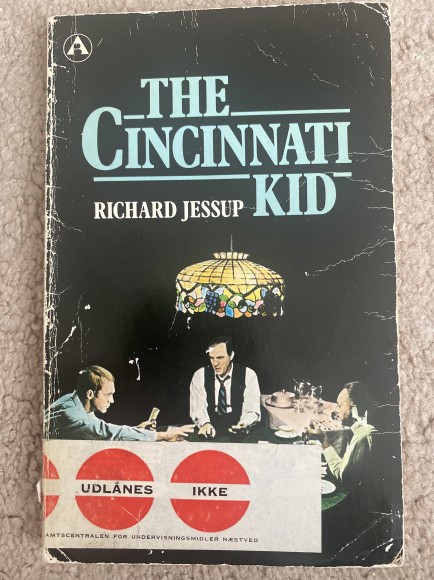 A
THE
CINCINNATI
KID
RICHARD JESSUP
UDLÅNES IKKE
AMTSCENTRALEN FOR UNDERVISNINGSMIDLER NÆSTVED